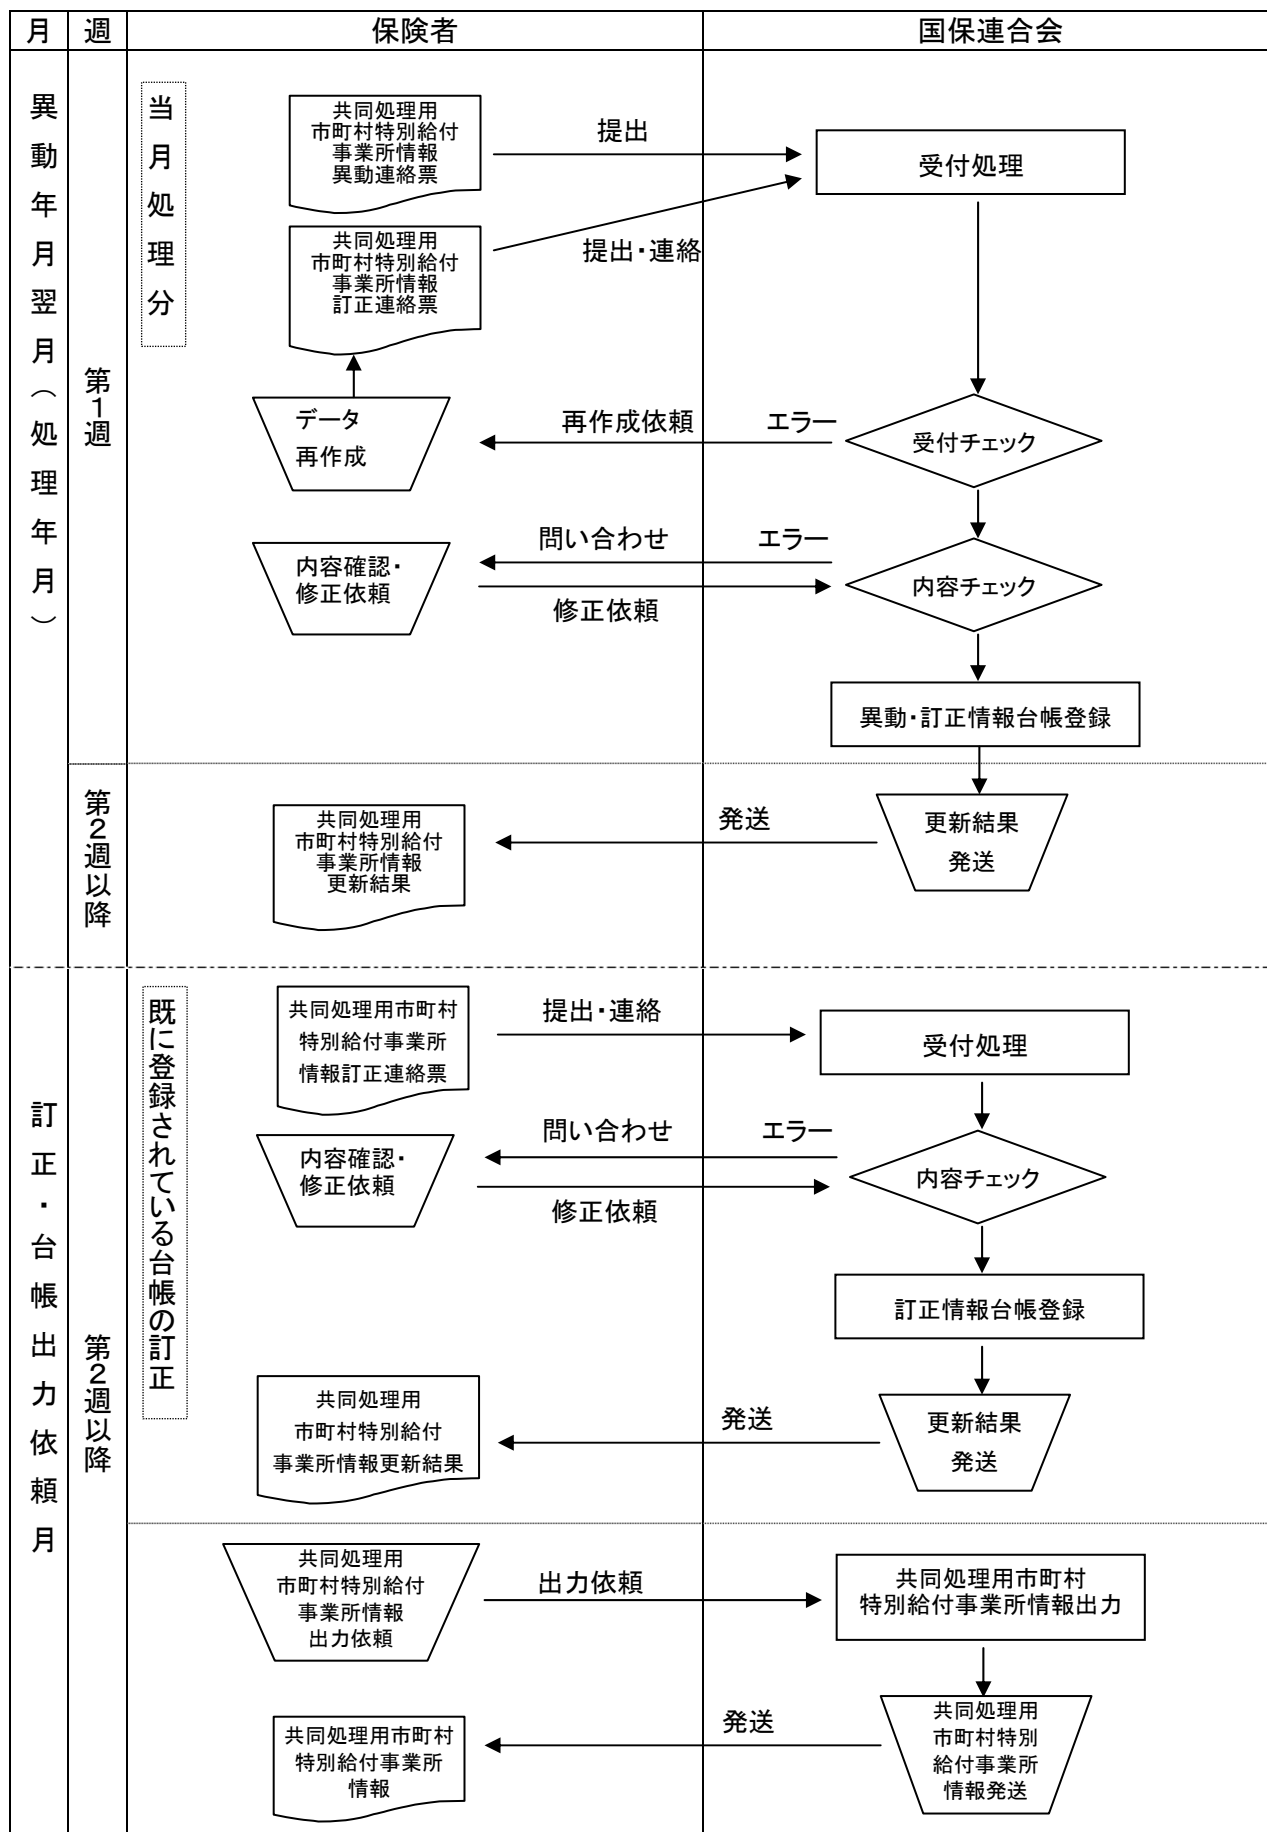 月
週
保険者
国保連合会
異動年月翌月（処理年月）
第1週
当月処理分
共同処理用
市町村特別給付
事業所情報
異動連絡票
提出
受付処理
共同処理用
市町村特別給付
事業所情報
訂正連絡票
提出・連絡
データ
再作成
再作成依頼
エラー
受付チェック
内容確認・
修正依頼
問い合わせ
エラー
修正依頼
内容チェック
異動・訂正情報台帳登録
第2週以降
共同処理用
市町村特別給付
事業所情報
更新結果
発送
更新結果
発送
訂正・台帳出力依頼月
第2週以降
既に登録されている台帳の訂正
共同処理用市町村
特別給付事業所
情報訂正連絡票
提出・連絡
受付処理
内容確認・
修正依頼
問い合わせ
エラー
修正依頼
内容チェック
訂正情報台帳登録
共同処理用
市町村特別給付
事業所情報更新結果
発送
更新結果
発送
共同処理用
市町村特別給付
事業所情報
出力依頼
出力依頼
共同処理用市町村
特別給付事業所情報出力
共同処理用市町村
特別給付事業所
情報
発送
共同処理用
市町村特別
給付事業所
情報発送